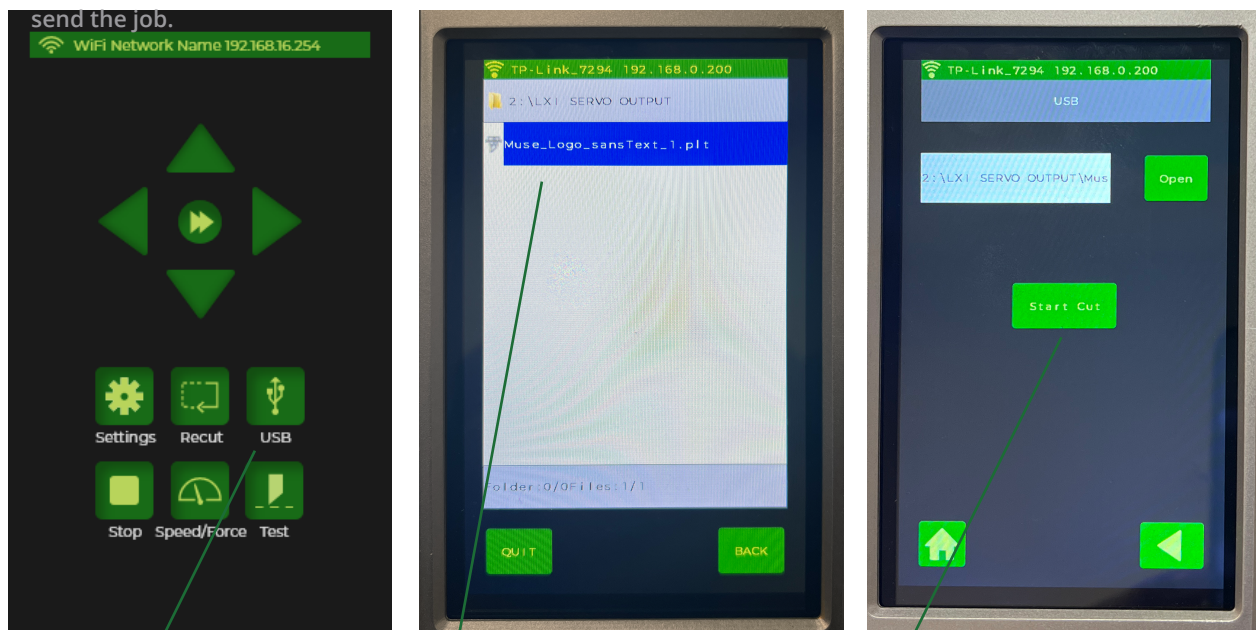 send the job.
WiFi Network Name 192.168.16.254
Settings Recut USB
Stop Speed/Force Test
TP-Link_7294 192.168.0.200
2:\LXI SERVO OUTPUT
Muse_Logo_sansText_1.plt
Folder:0/0Files:1/1
QUIT BACK
TP-Link_7294 192.168.0.200
USB
2:\LXI SERVO OUTPUT\Mus
Open
Start Cut